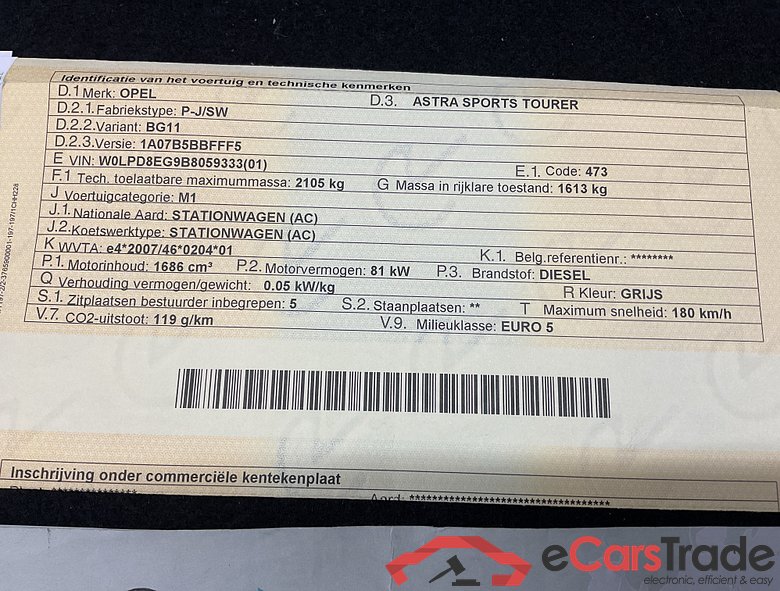 Identificatie van het voertuig en technische kenmerken
D.1 Merk: OPEL D.3. ASTRA SPORTS TOURER
D.2.1. Fabriekstype: P-J/SW
D.2.2. Variant: BG11
D.2.3. Versie: 1A07B5BBFFF5
E VIN: W0LPD8EG9B8059333(01) E.1. Code: 473
F.1 Tech. toelaatbare maximummassa: 2105 kg G Massa in rijklare toestand: 1613 kg
J Voertuigcategorie: M1
J.1. Nationale Aard: STATIONWAGEN (AC)
J.2. Koetswerktype: STATIONWAGEN (AC)
K WVTA: e4*2007/46*0204*01 K.1. Belg.referentienr.: ********
P.1. Motorinhoud: 1686 cm³ P.2. Motorvermogen: 81 kW P.3. Brandstof: DIESEL
Q Verhouding vermogen/gewicht: 0.05 kW/kg R Kleur: GRIJS
S.1. Zitplaatsen bestuurder inbegrepen: 5 S.2. Staanplaatsen: ** T Maximum snelheid: 180 km/h
V.7. CO2-uitstoot: 119 g/km V.9. Milieuklasse: EURO 5
Inschrijving onder commerciële kentekenplaat
eCarsTrade
electronic, efficient & easy